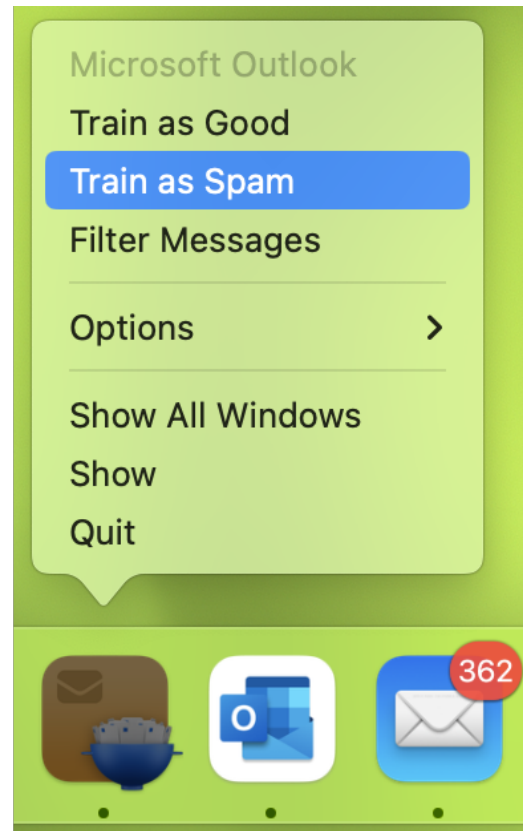 Microsoft Outlook
Train as Good
Train as Spam
Filter Messages
Options
Show All Windows
Show
Quit
362
O